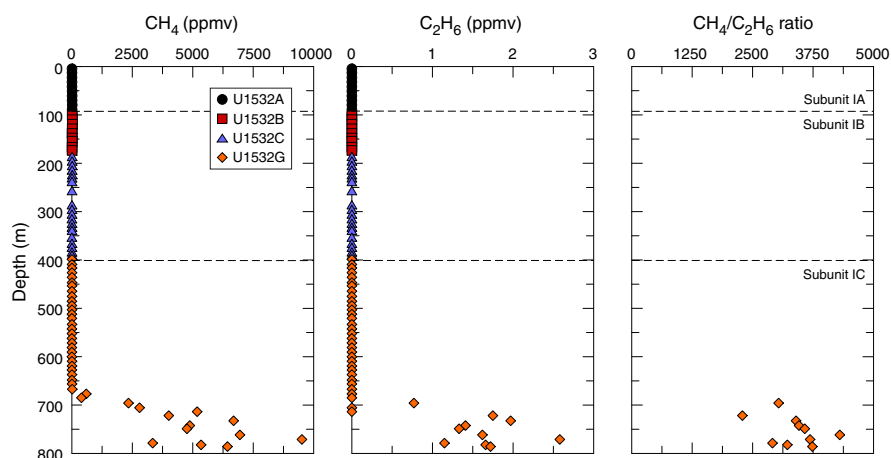 CH4 (ppmv)
0 2500 5000 7500 10000
C2H6 (ppmv)
0 1 2 3
CH4/C2H6 ratio
0 1250 2500 3750 5000
Depth (m)
0
100
200
300
400
500
600
700
800
U1532A
U1532B
U1532C
U1532G
Subunit IA
Subunit IB
Subunit IC